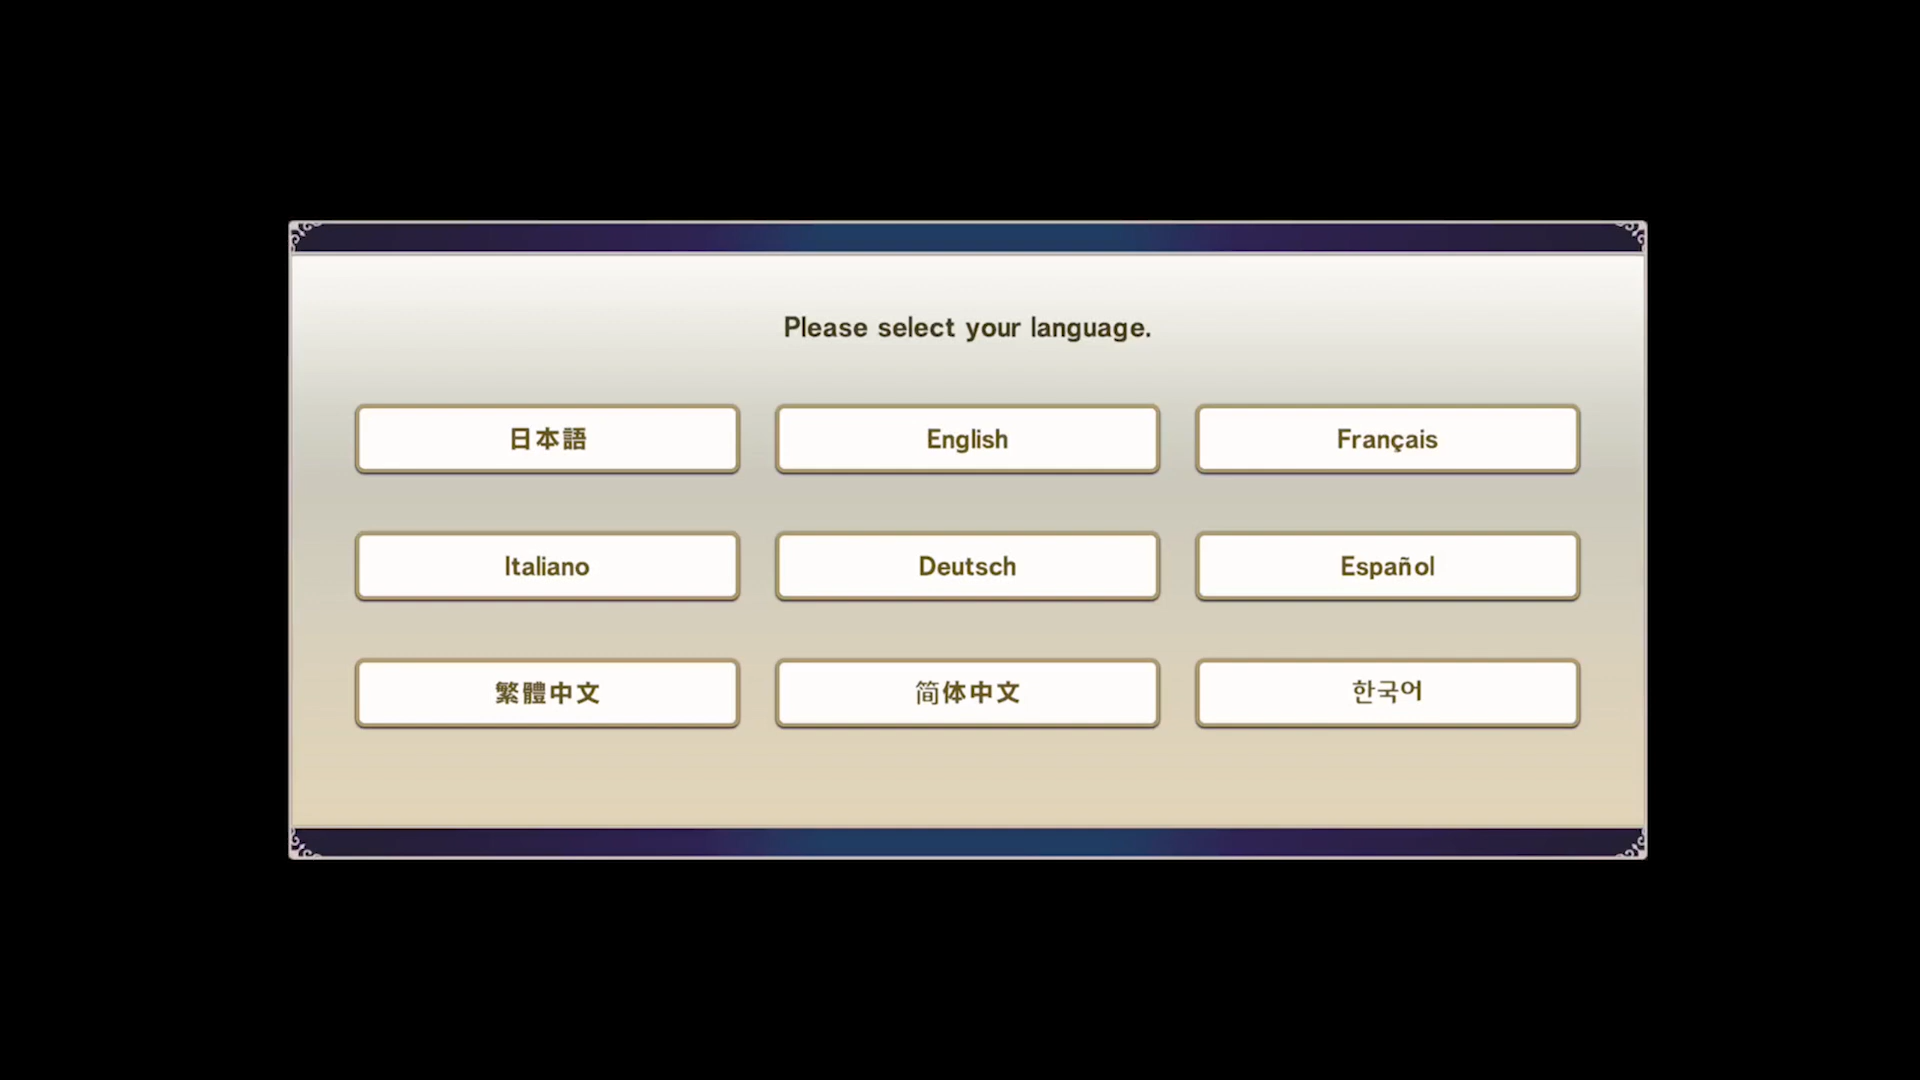 Please select your language.
日本語
English
Français
Italiano
Deutsch
Español
繁體中文
简体中文
한국어